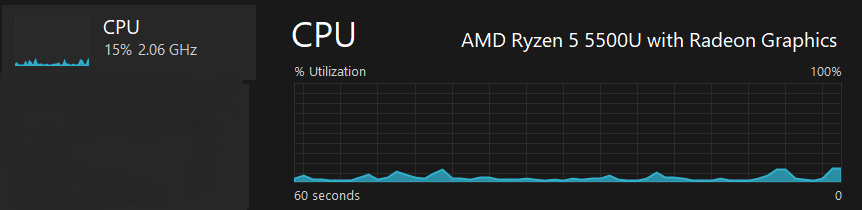 CPU
15% 2.06 GHz
CPU
AMD Ryzen 5 5500U with Radeon Graphics
% Utilization
100%
60 seconds
0